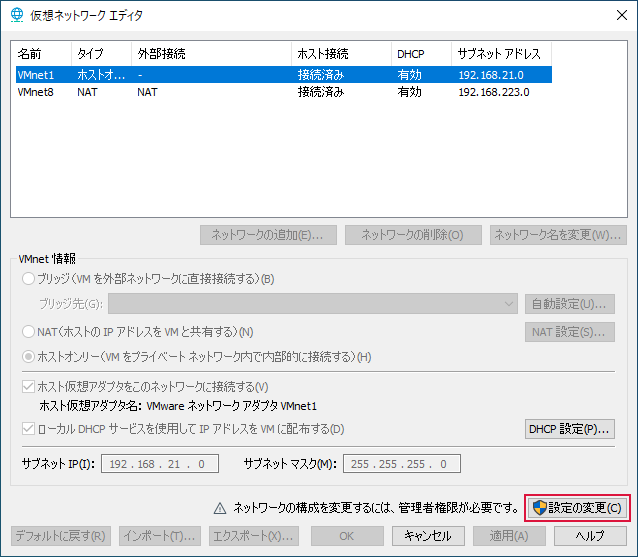 仮想ネットワーク エディタ
名前 タイプ 外部接続 ホスト接続 DHCP サブネット アドレス
VMnet1 ホストオ... - 接続済み 有効 192.168.21.0
VMnet8 NAT NAT 接続済み 有効 192.168.223.0
ネットワークの追加(E)... ネットワークの削除(O) ネットワーク名を変更(W)...
VMnet 情報
ブリッジ(VM を外部ネットワークに直接接続する)(B)
ブリッジ先(G): 自動設定(U)...
NAT(ホストの IP アドレスを VM と共有する)(N) NAT 設定(S)...
ホストオンリー(VM をプライベート ネットワーク内で内部的に接続する)(H)
ホスト仮想アダプタをこのネットワークに接続する(V)
ホスト仮想アダプタ名: VMware ネットワーク アダプタ VMnet1
ローカル DHCP サービスを使用して IP アドレスを VM に配布する(D) DHCP 設定(P)...
サブネット IP(I): 192 . 168 . 21 . 0 サブネット マスク(M): 255 . 255 . 255 . 0
ネットワークの構成を変更するには、管理者権限が必要です。 設定の変更(C)
デフォルトに戻す(R) インポート(T)... エクスポート(X)... OK キャンセル 適用(A) ヘルプ